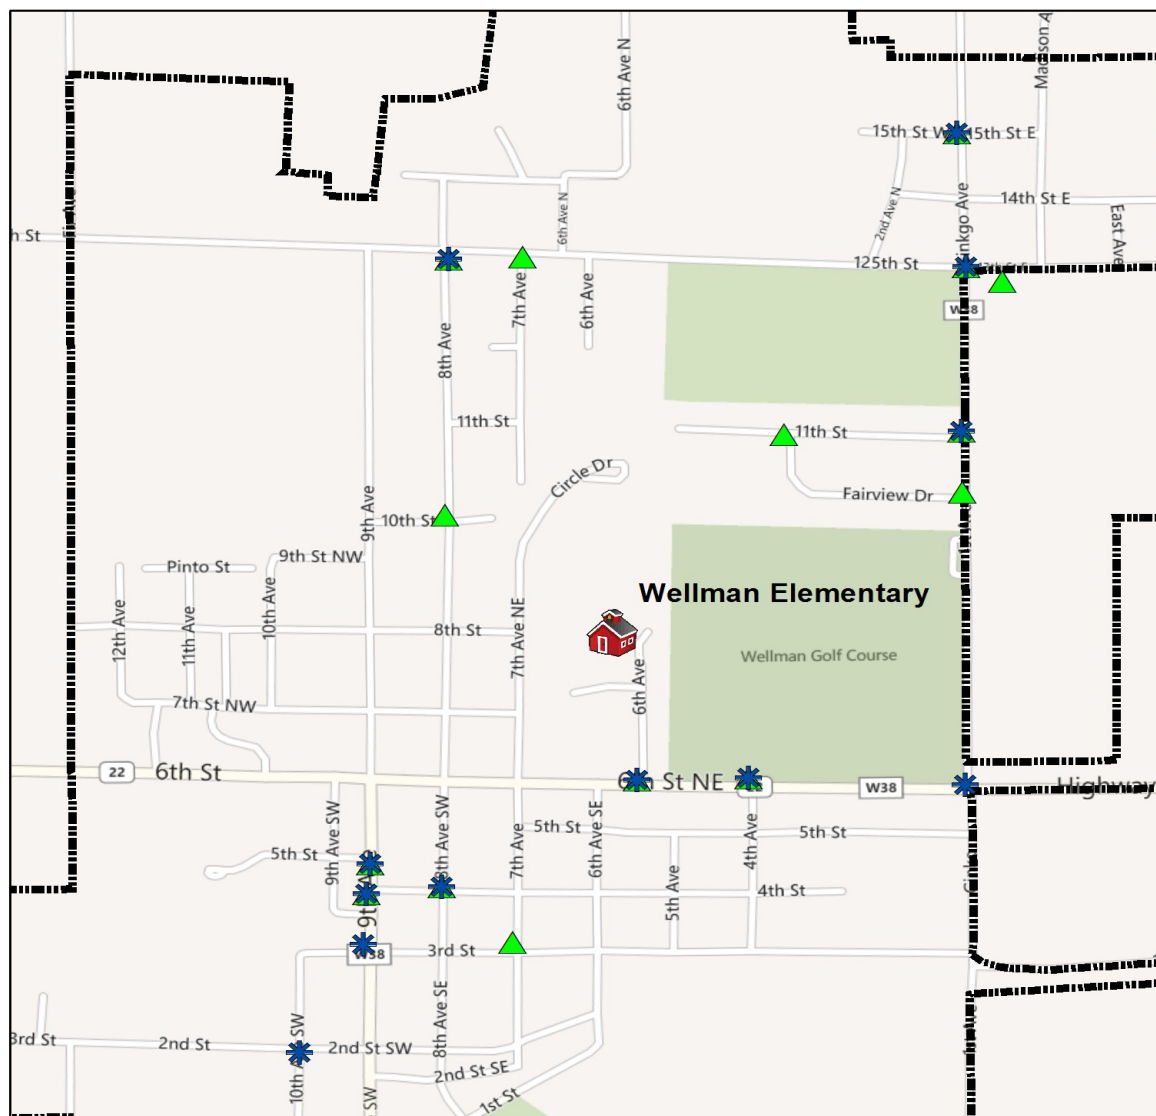 6th Ave N
Madison A
15th St W
15th St E
14th St E
2nd Ave N
6th Ave N
East Ave
h St
125th St
W38
7th Ave
6th Ave
8th Ave
11th St
11th St
Circle Dr
Fairview Dr
9th Ave
10th St
9th St NW
Pinto St
Wellman Elementary
12th Ave
11th Ave
10th Ave
8th St
7th Ave NE
Wellman Golf Course
6th Ave
7th St NW
22
6th St
St NE
W38
Highway
9th Ave SW
8th Ave SW
7th Ave
5th St
6th Ave SE
4th Ave
5th St
5th St
5th Ave
4th St
W38
3rd St
8th Ave SE
3rd St
2nd St
2nd St SW
2nd St SE
1st St
SW